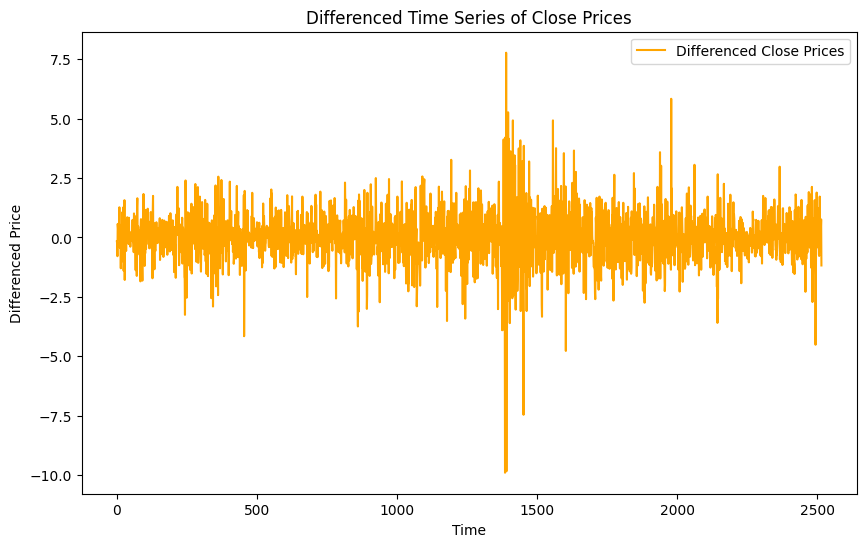 Differenced Time Series of Close Prices
Differenced Close Prices
7.5
5.0
2.5
0.0
−2.5
−5.0
−7.5
−10.0
Differenced Price
0 500 1000 1500 2000 2500
Time